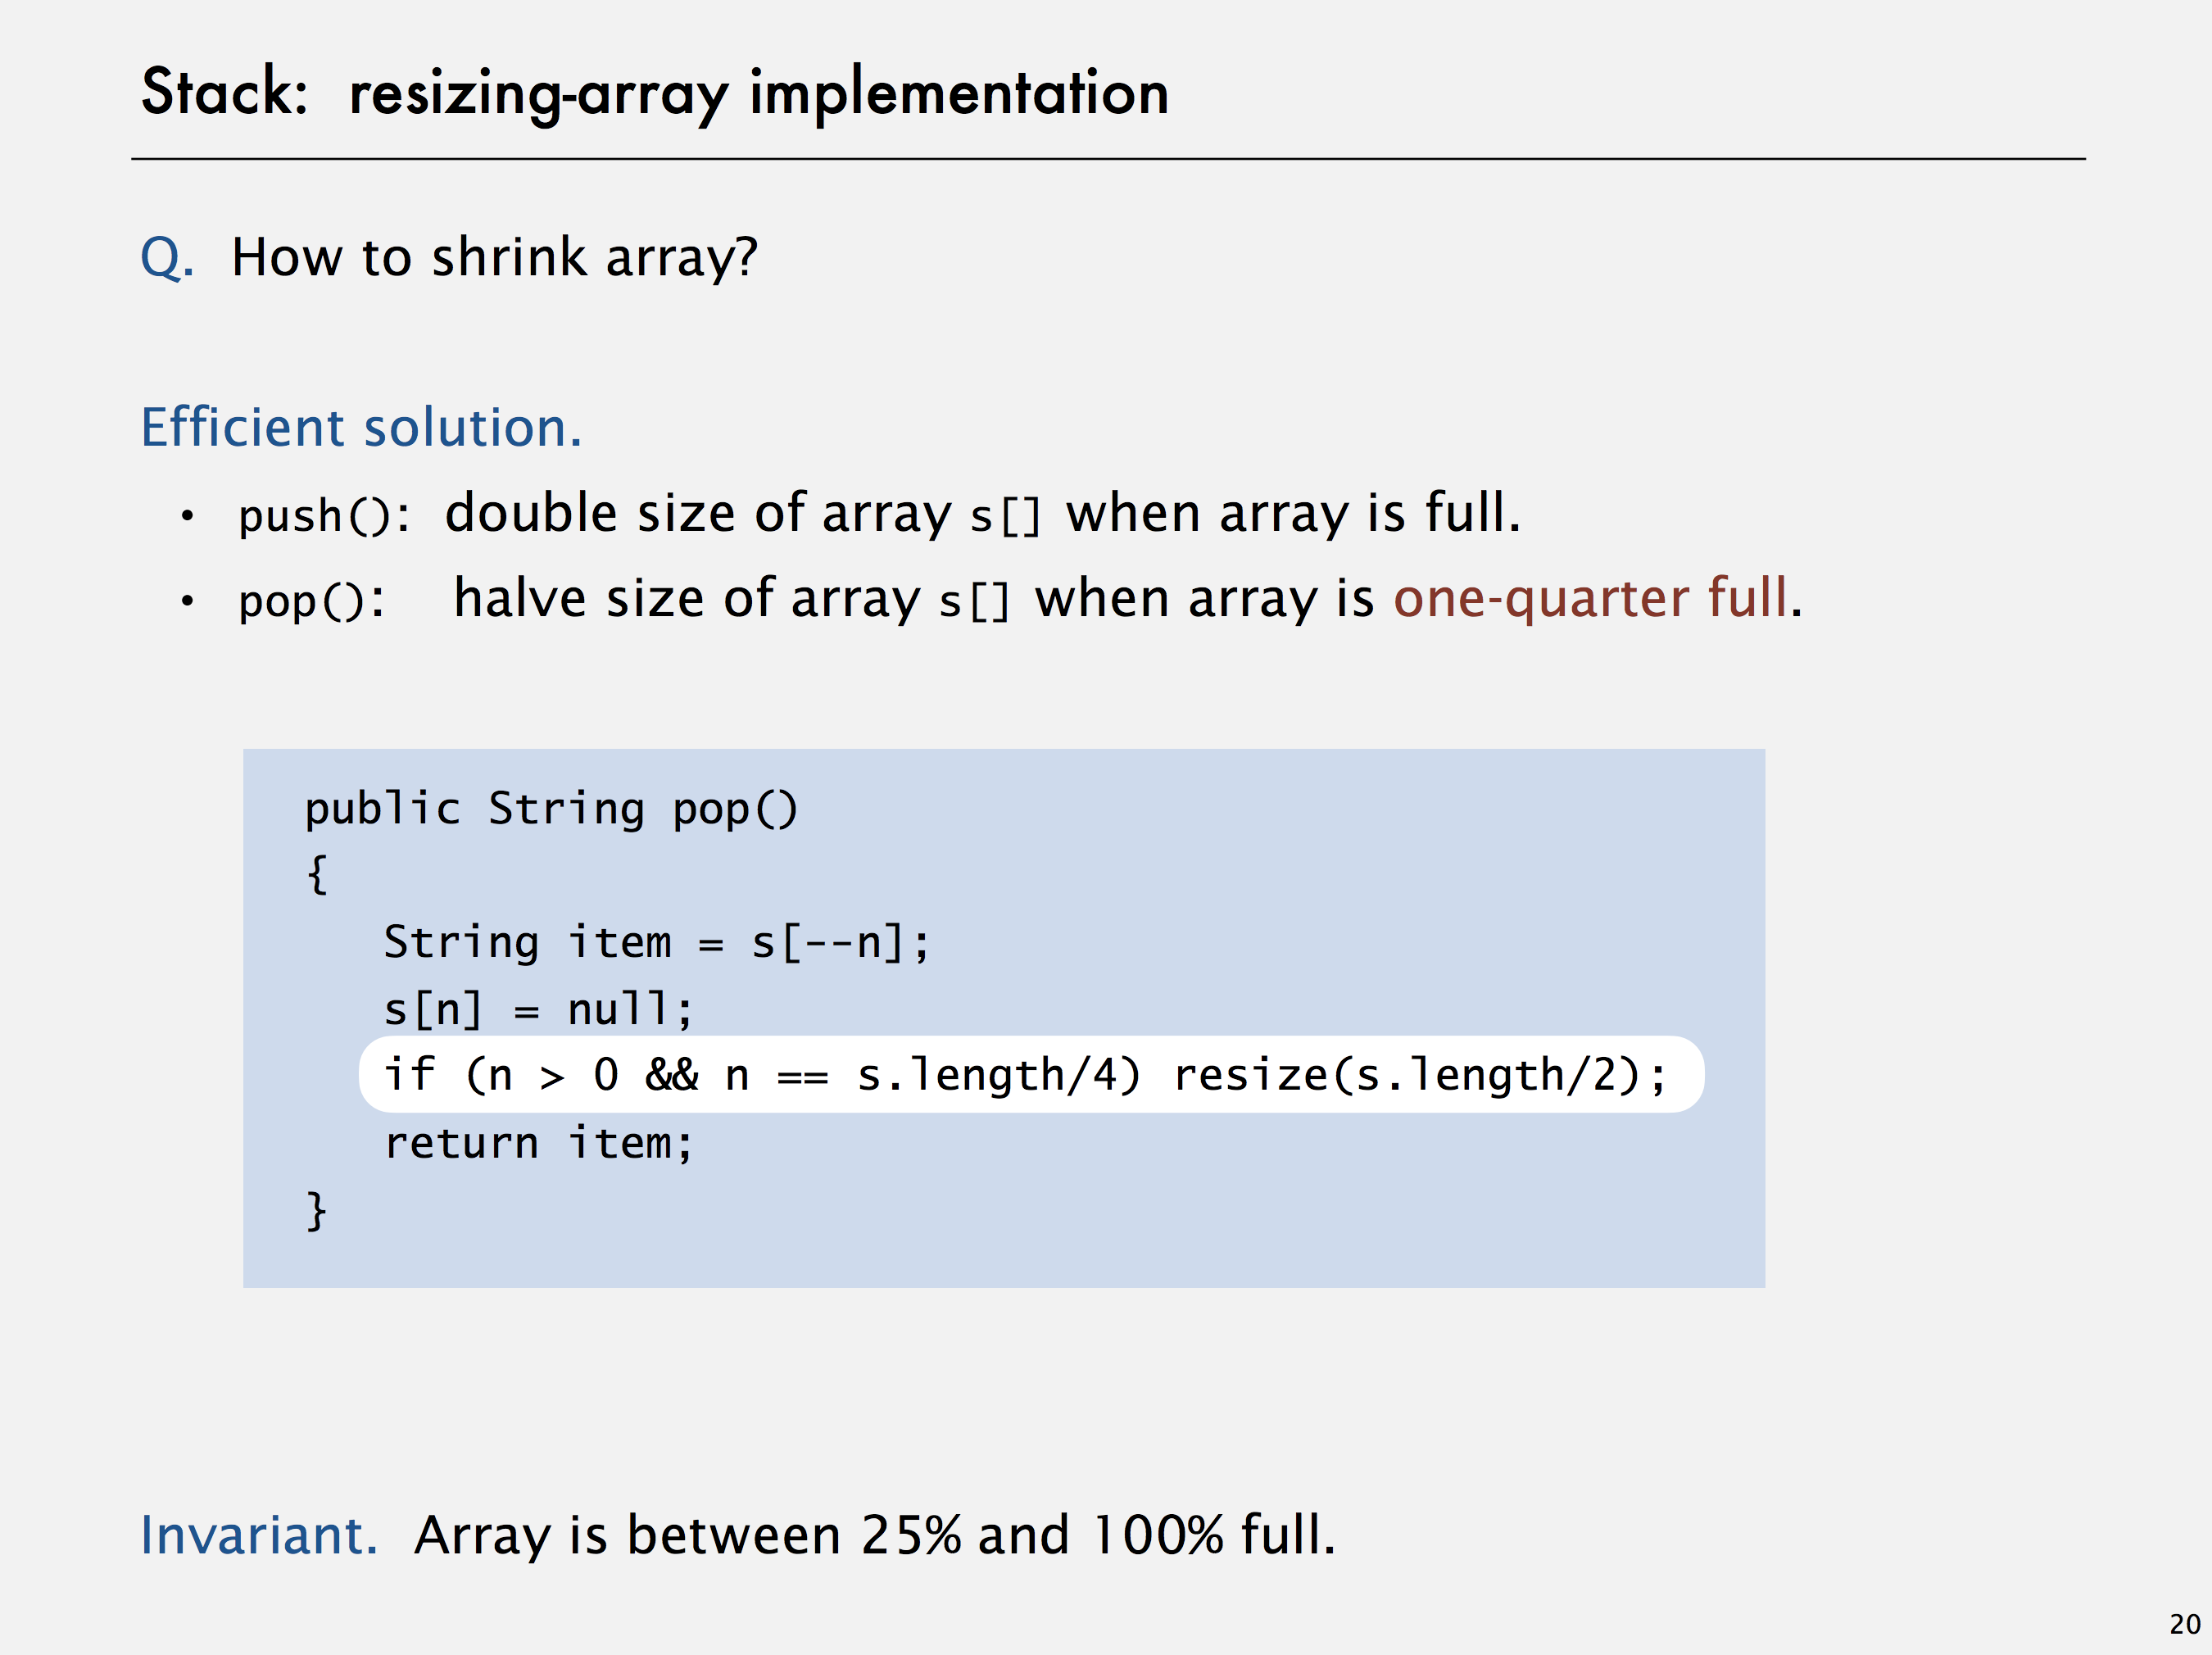 Stack: resizing-array implementation
Q. How to shrink array?
Efficient solution.
• push(): double size of array s[] when array is full.
• pop(): halve size of array s[] when array is one-quarter full.
public String pop()
{
String item = s[--n];
s[n] = null;
if (n > 0 && n == s.length/4) resize(s.length/2);
return item;
}
Invariant. Array is between 25% and 100% full.
20